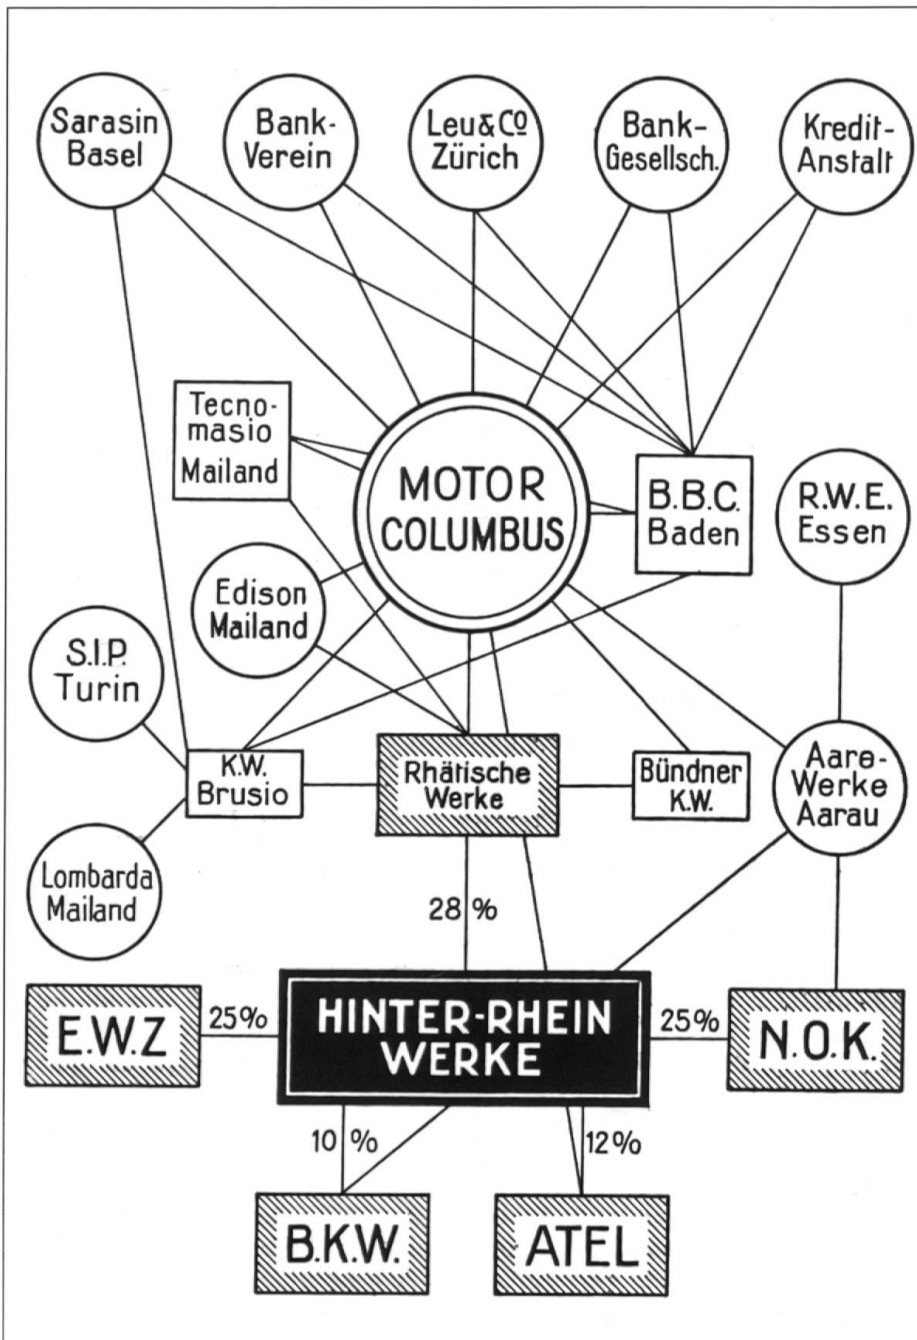 Sarasin
Basel
Bank-
Verein
Leu&Cº
Zürich
Bank-
Gesellsch.
Kredit-
Anstalt
Tecno-
masio
Mailand
MOTOR
COLUMBUS
B.B.C.
Baden
R.W.E.
Essen
Edison
Mailand
S.I.P.
Turin
K.W.
Brusio
Rhätische
Werke
Bündner
K.W.
Aare-
Werke
Aarau
Lombarda
Mailand
28 %
E.W.Z
25%
HINTER-RHEIN
WERKE
25%
N.O.K.
10 %
12%
B.K.W.
ATEL